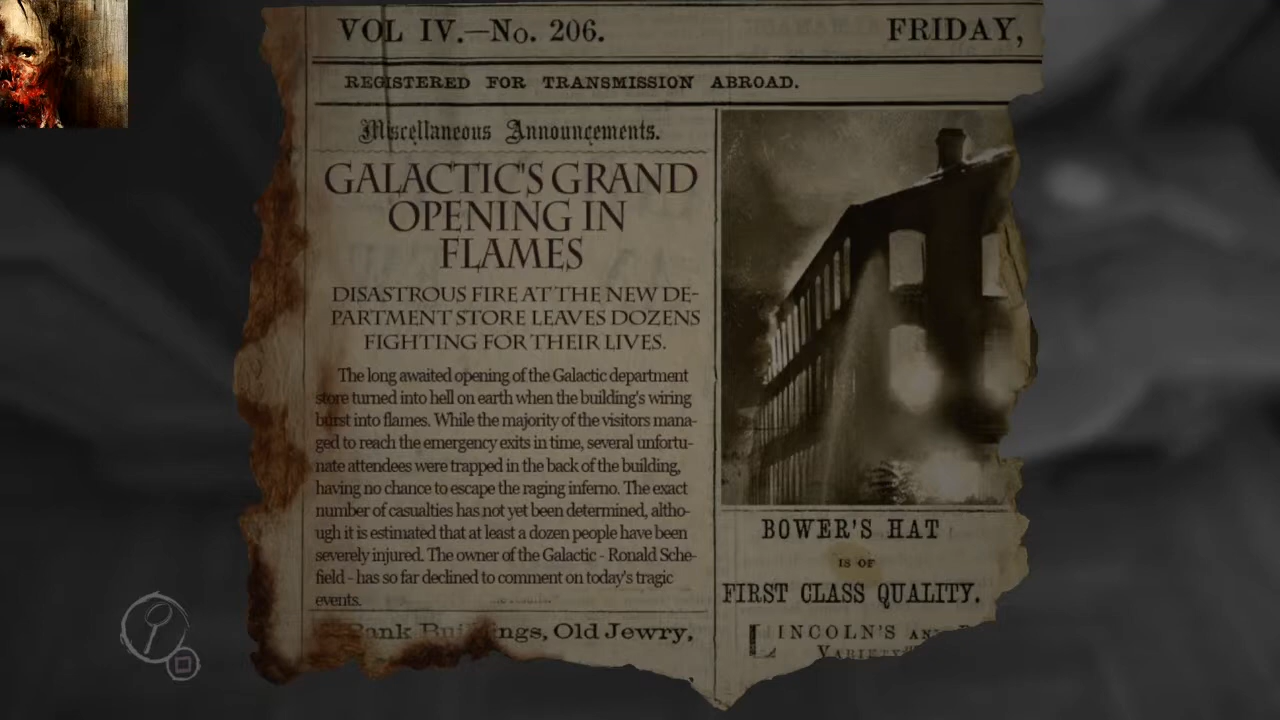 VOL IV.—No. 206.
FRIDAY,
REGISTERED FOR TRANSMISSION ABROAD.
Miscellaneous Announcements.
GALACTIC'S GRAND
OPENING IN
FLAMES
DISASTROUS FIRE AT THE NEW DE-
PARTMENT STORE LEAVES DOZENS
FIGHTING FOR THEIR LIVES.
The long awaited opening of the Galactic department
store turned into hell on earth when the building's wiring
burst into flames. While the majority of the visitors mana-
ged to reach the emergency exits in time, several unfortu-
nate attendees were trapped in the back of the building,
having no chance to escape the raging inferno. The exact
number of casualties has not yet been determined, altho-
ugh it is estimated that at least a dozen people have been
severely injured. The owner of the Galactic - Ronald Sche-
field - has so far declined to comment on today's tragic
events.
Bank Buildings, Old Jewry,
BOWER'S HAT
IS OF
FIRST CLASS QUALITY.
LINCOLN'S AND
VARIETY